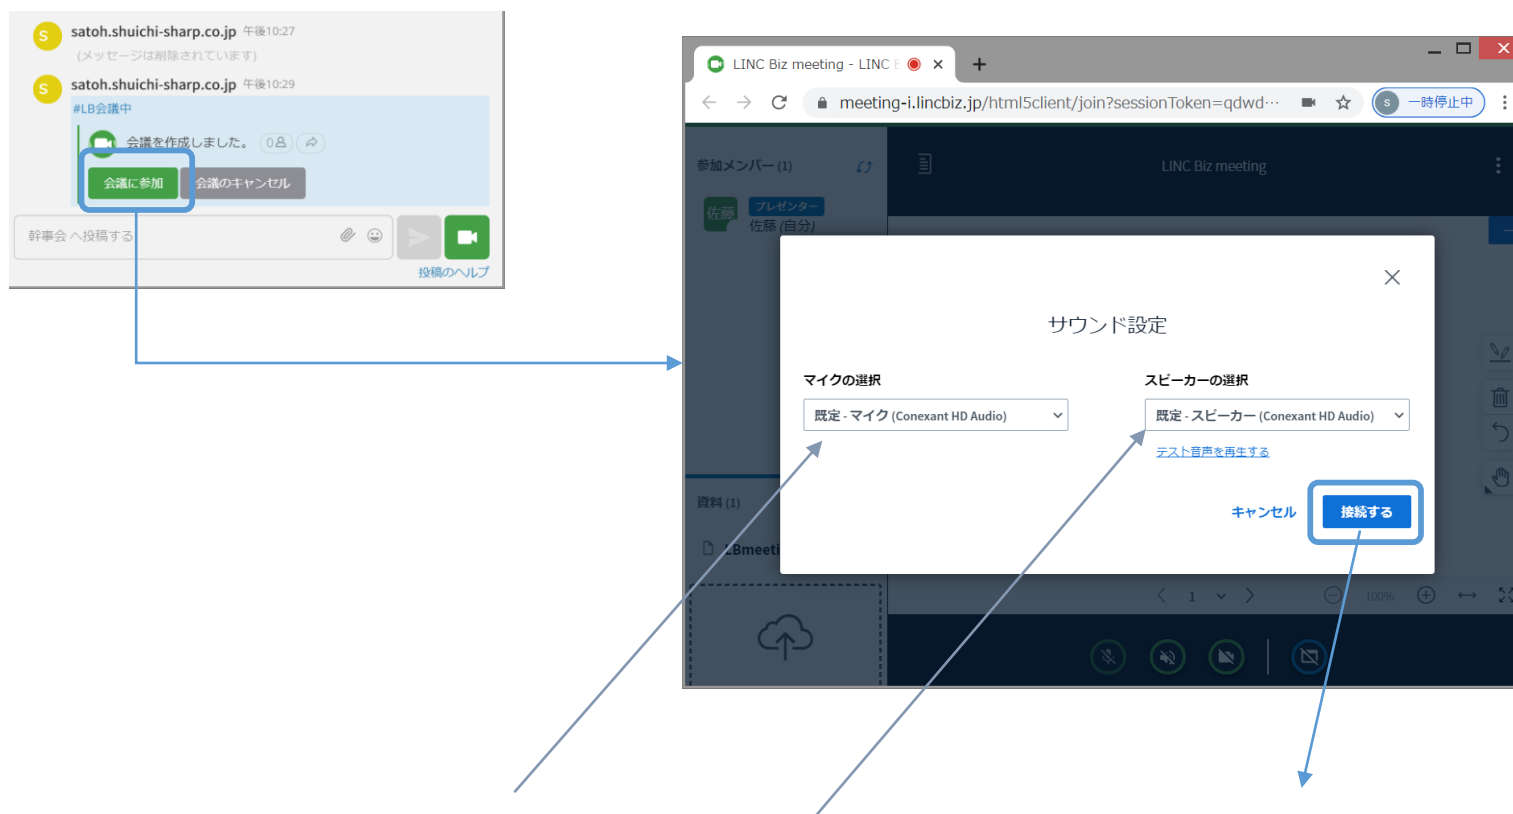 S
satoh.shuichi-sharp.co.jp 午後10:27
(メッセージは削除されています)
S
satoh.shuichi-sharp.co.jp 午後10:29
#LB会議中
会議を作成しました。 0
会議に参加 会議のキャンセル
幹事会 へ投稿する
投稿のヘルプ
LINC Biz meeting - LINC
meeting-i.lincbiz.jp/html5client/join?sessionToken=qdwd…
s 一時停止中
参加メンバー (1)
LINC Biz meeting
佐藤 プレゼンター
佐藤 (自分)
サウンド設定
マイクの選択
既定 - マイク (Conexant HD Audio)
スピーカーの選択
既定 - スピーカー (Conexant HD Audio)
テスト音声を再生する
キャンセル 接続する
資料 (1)
LBmeeti
1
100%